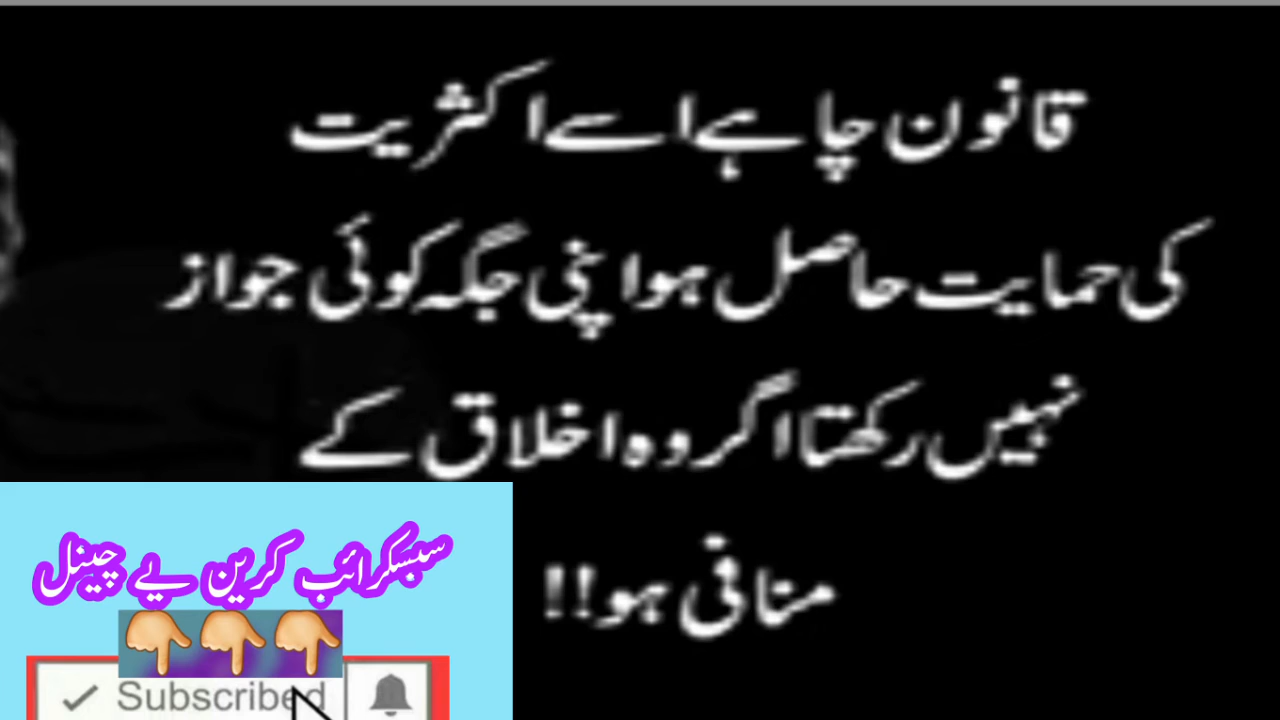 قانون چاہے اسے اکثریت
کی حمایت حاصل ہو اپنی جگہ کوئی جواز
نہیں رکھتا اگر وہ اخلاق کے
منافی ہو!!
سبسکرائب کرین یے چینل
Subscribed